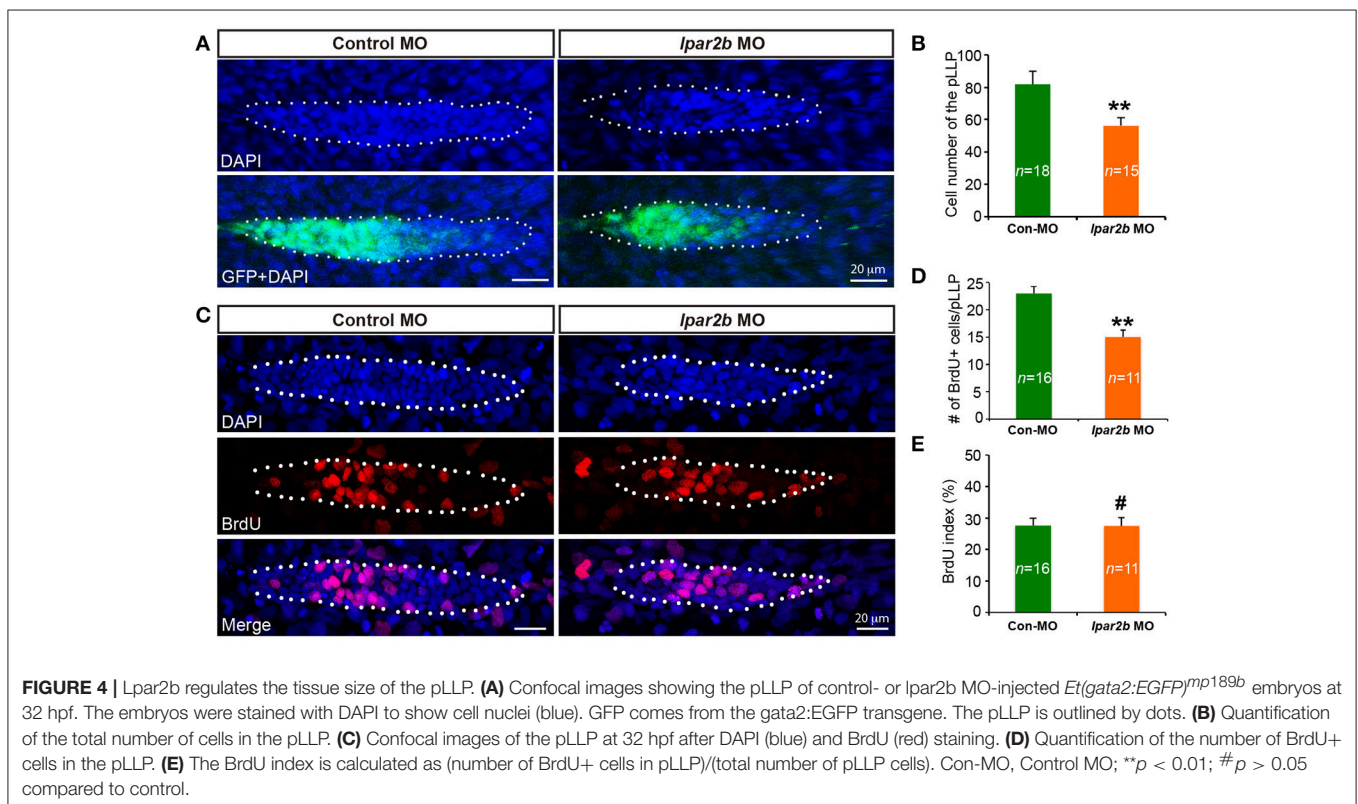 A
Control MO
lpar2b MO
DAPI
GFP+DAPI
20 µm
B
Cell number of the pLLP
100
80
60
40
20
0
n=18
**
n=15
Con-MO
lpar2b MO
C
Control MO
lpar2b MO
DAPI
BrdU
Merge
20 µm
D
# of BrdU+ cells/pLLP
25
20
15
10
5
0
n=16
**
n=11
Con-MO
lpar2b MO
E
BrdU index (%)
50
40
30
20
10
0
n=16
#
n=11
Con-MO
lpar2b MO
FIGURE 4 | Lpar2b regulates the tissue size of the pLLP. (A) Confocal images showing the pLLP of control- or lpar2b MO-injected Et(gata2:EGFP)mp189b embryos at
32 hpf. The embryos were stained with DAPI to show cell nuclei (blue). GFP comes from the gata2:EGFP transgene. The pLLP is outlined by dots. (B) Quantification
of the total number of cells in the pLLP. (C) Confocal images of the pLLP at 32 hpf after DAPI (blue) and BrdU (red) staining. (D) Quantification of the number of BrdU+
cells in the pLLP. (E) The BrdU index is calculated as (number of BrdU+ cells in pLLP)/(total number of pLLP cells). Con-MO, Control MO; **p < 0.01; #p > 0.05
compared to control.